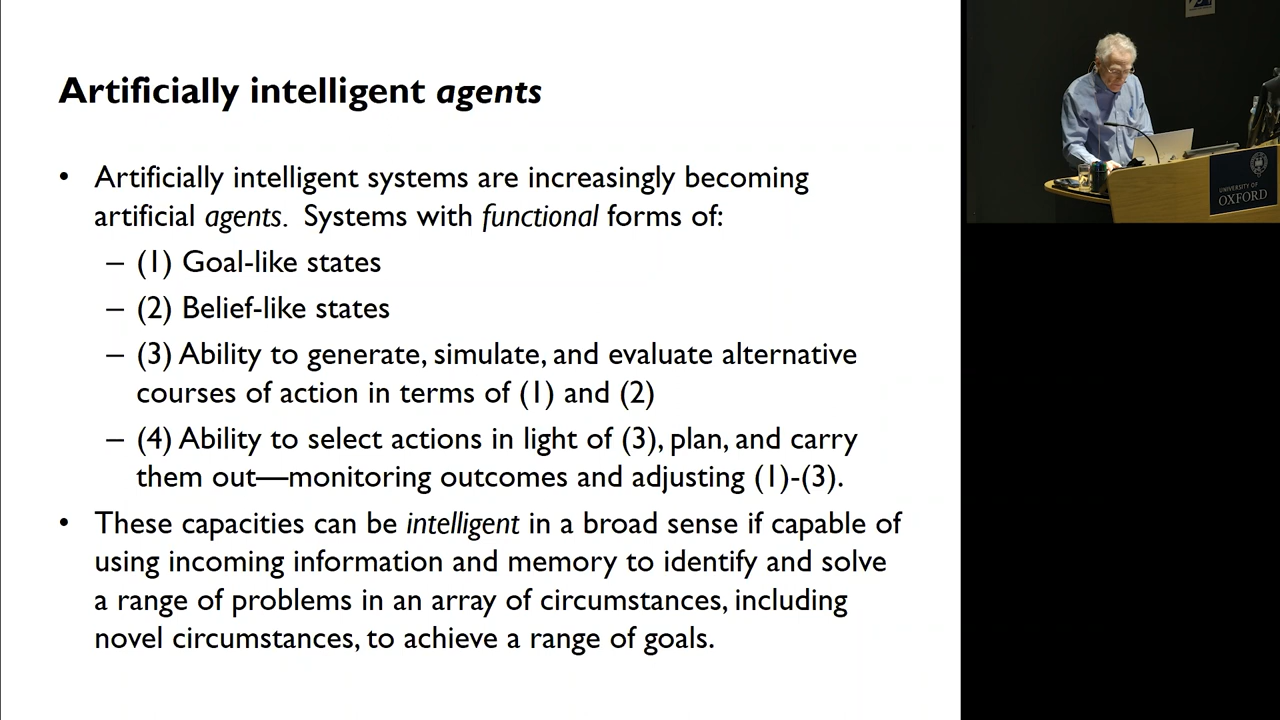 Artificially intelligent agents
• Artificially intelligent systems are increasingly becoming
artificial agents. Systems with functional forms of:
– (1) Goal-like states
– (2) Belief-like states
– (3) Ability to generate, simulate, and evaluate alternative
courses of action in terms of (1) and (2)
– (4) Ability to select actions in light of (3), plan, and carry
them out—monitoring outcomes and adjusting (1)-(3).
• These capacities can be intelligent in a broad sense if capable of
using incoming information and memory to identify and solve
a range of problems in an array of circumstances, including
novel circumstances, to achieve a range of goals.
UNIVERSITY OF
OXFORD